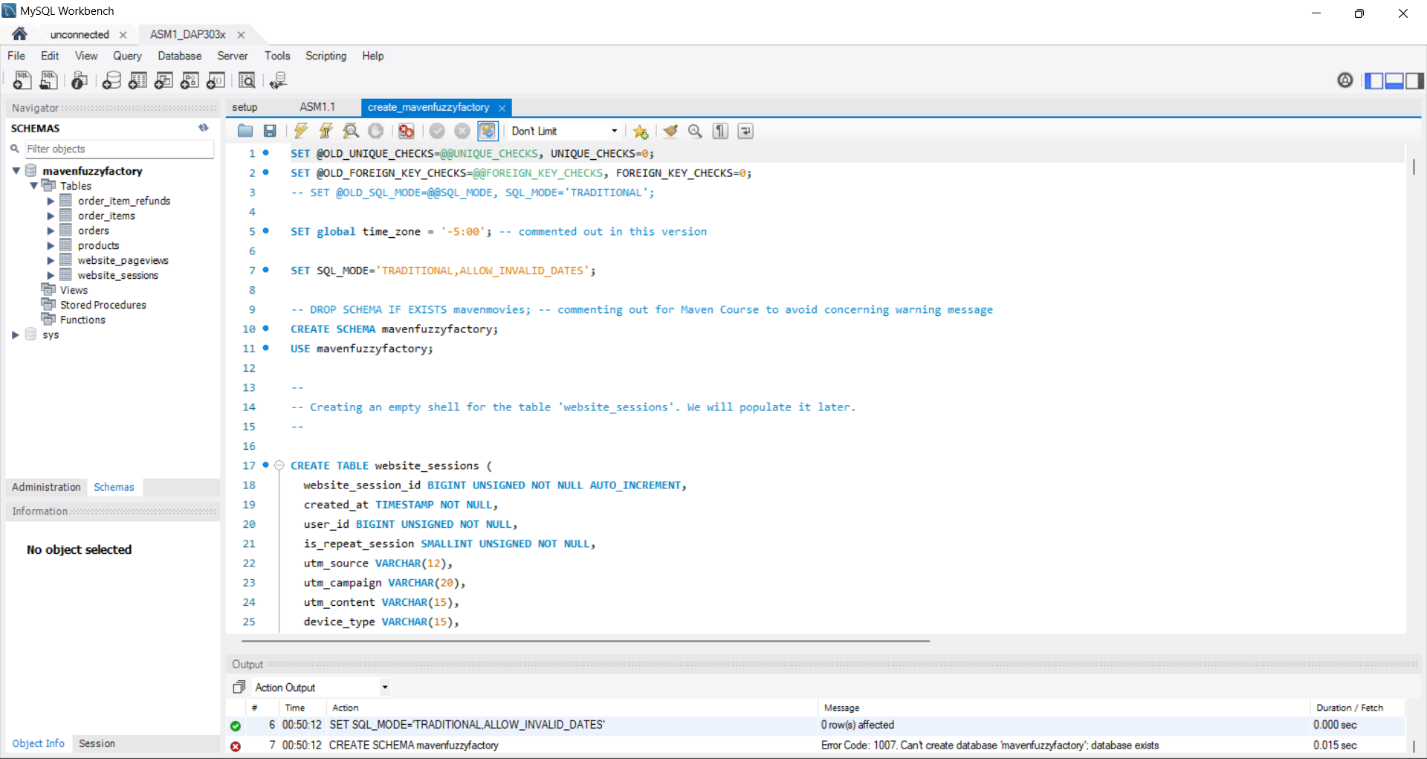 MySQL Workbench
unconnected
ASM1_DAP303x
File Edit View Query Database Server Tools Scripting Help
Navigator
SCHEMAS
Filter objects
mavenfuzzyfactory
Tables
order_item_refunds
order_items
orders
products
website_pageviews
website_sessions
Views
Stored Procedures
Functions
sys
Administration Schemas
Information
No object selected
Object Info Session
setup ASM1.1 create_mavenfuzzyfactory
Don't Limit
1 SET @OLD_UNIQUE_CHECKS=@@UNIQUE_CHECKS, UNIQUE_CHECKS=0;
2 SET @OLD_FOREIGN_KEY_CHECKS=@@FOREIGN_KEY_CHECKS, FOREIGN_KEY_CHECKS=0;
3 -- SET @OLD_SQL_MODE=@@SQL_MODE, SQL_MODE='TRADITIONAL';
4
5 SET global time_zone = '-5:00'; -- commented out in this version
6
7 SET SQL_MODE='TRADITIONAL,ALLOW_INVALID_DATES';
8
9 -- DROP SCHEMA IF EXISTS mavenmovies; -- commenting out for Maven Course to avoid concerning warning message
10 CREATE SCHEMA mavenfuzzyfactory;
11 USE mavenfuzzyfactory;
12
13 --
14 -- Creating an empty shell for the table 'website_sessions'. We will populate it later.
15 --
16
17 CREATE TABLE website_sessions (
18 website_session_id BIGINT UNSIGNED NOT NULL AUTO_INCREMENT,
19 created_at TIMESTAMP NOT NULL,
20 user_id BIGINT UNSIGNED NOT NULL,
21 is_repeat_session SMALLINT UNSIGNED NOT NULL,
22 utm_source VARCHAR(12),
23 utm_campaign VARCHAR(20),
24 utm_content VARCHAR(15),
25 device_type VARCHAR(15),
Output
Action Output
# Time Action Message Duration / Fetch
6 00:50:12 SET SQL_MODE='TRADITIONAL,ALLOW_INVALID_DATES' 0 row(s) affected 0.000 sec
7 00:50:12 CREATE SCHEMA mavenfuzzyfactory Error Code: 1007. Can't create database 'mavenfuzzyfactory'; database exists 0.015 sec